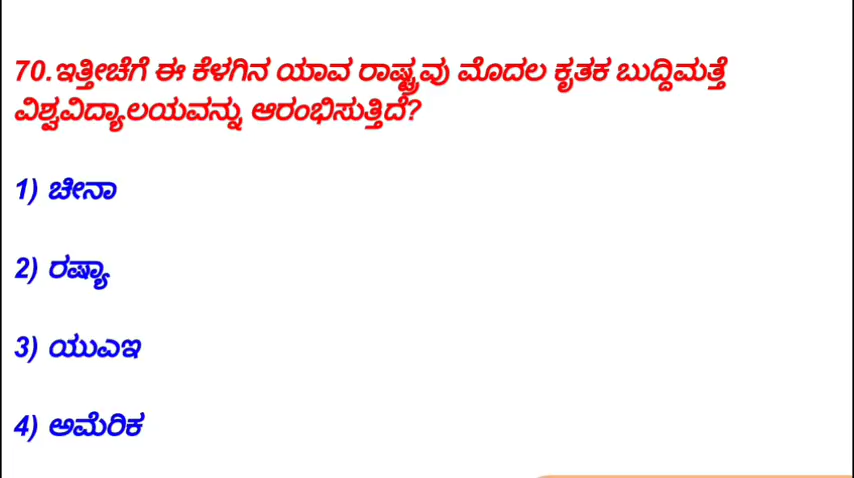 70.ಇತ್ತೀಚೆಗೆ ಈ ಕೆಳಗಿನ ಯಾವ ರಾಷ್ಟ್ರವು ಮೊದಲ ಕೃತಕ ಬುದ್ದಿಮತ್ತೆ
ವಿಶ್ವವಿದ್ಯಾಲಯವನ್ನು ಆರಂಭಿಸುತ್ತಿದೆ?
1) ಚೀನಾ
2) ರಷ್ಯಾ
3) ಯುಎಇ
4) ಅಮೆರಿಕ